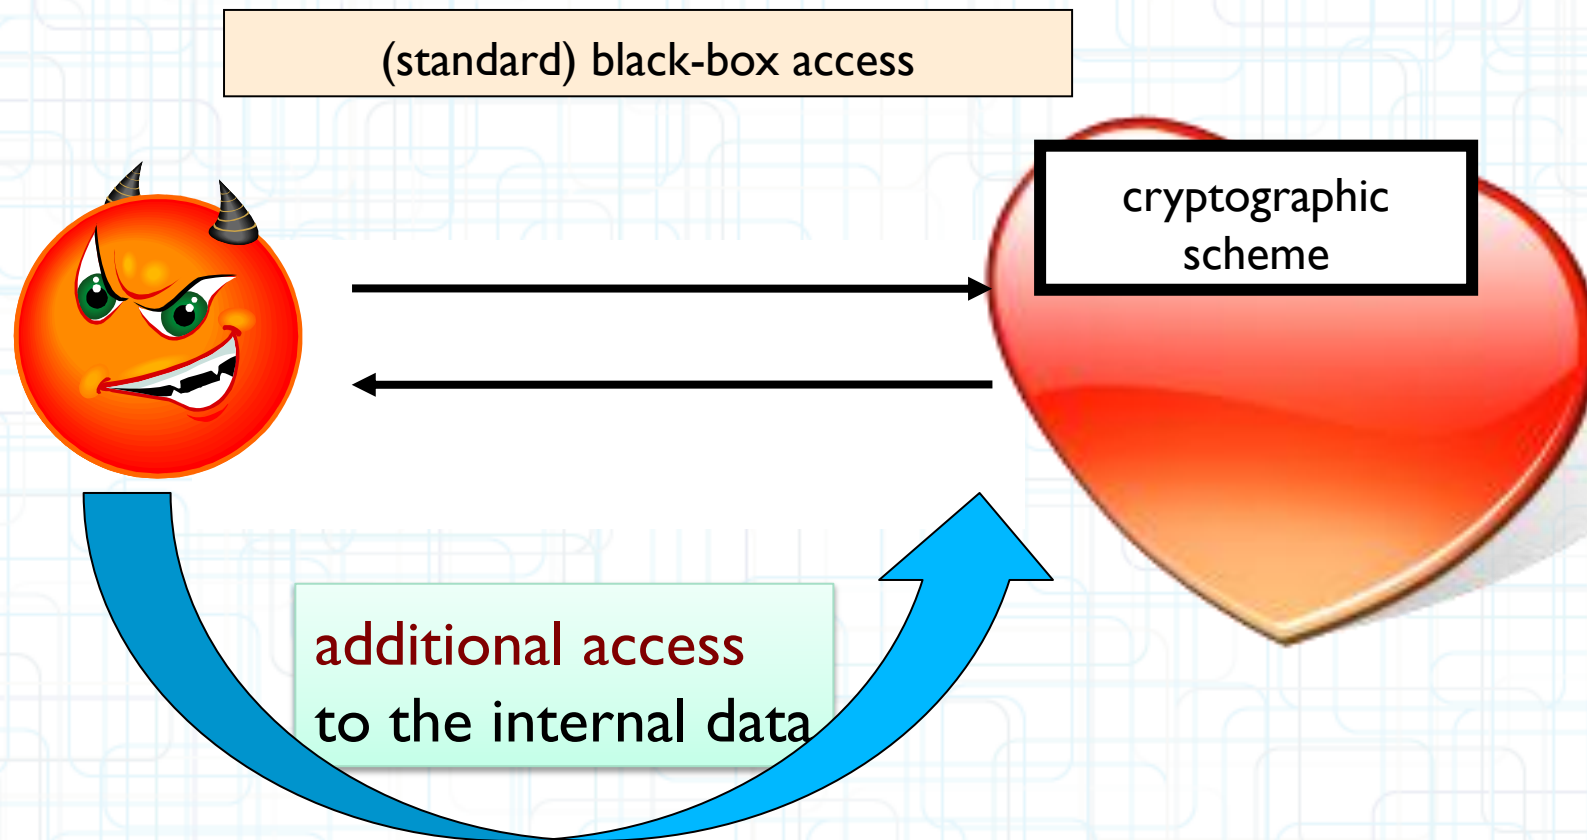 (standard) black-box access
cryptographic
scheme
additional access
to the internal data